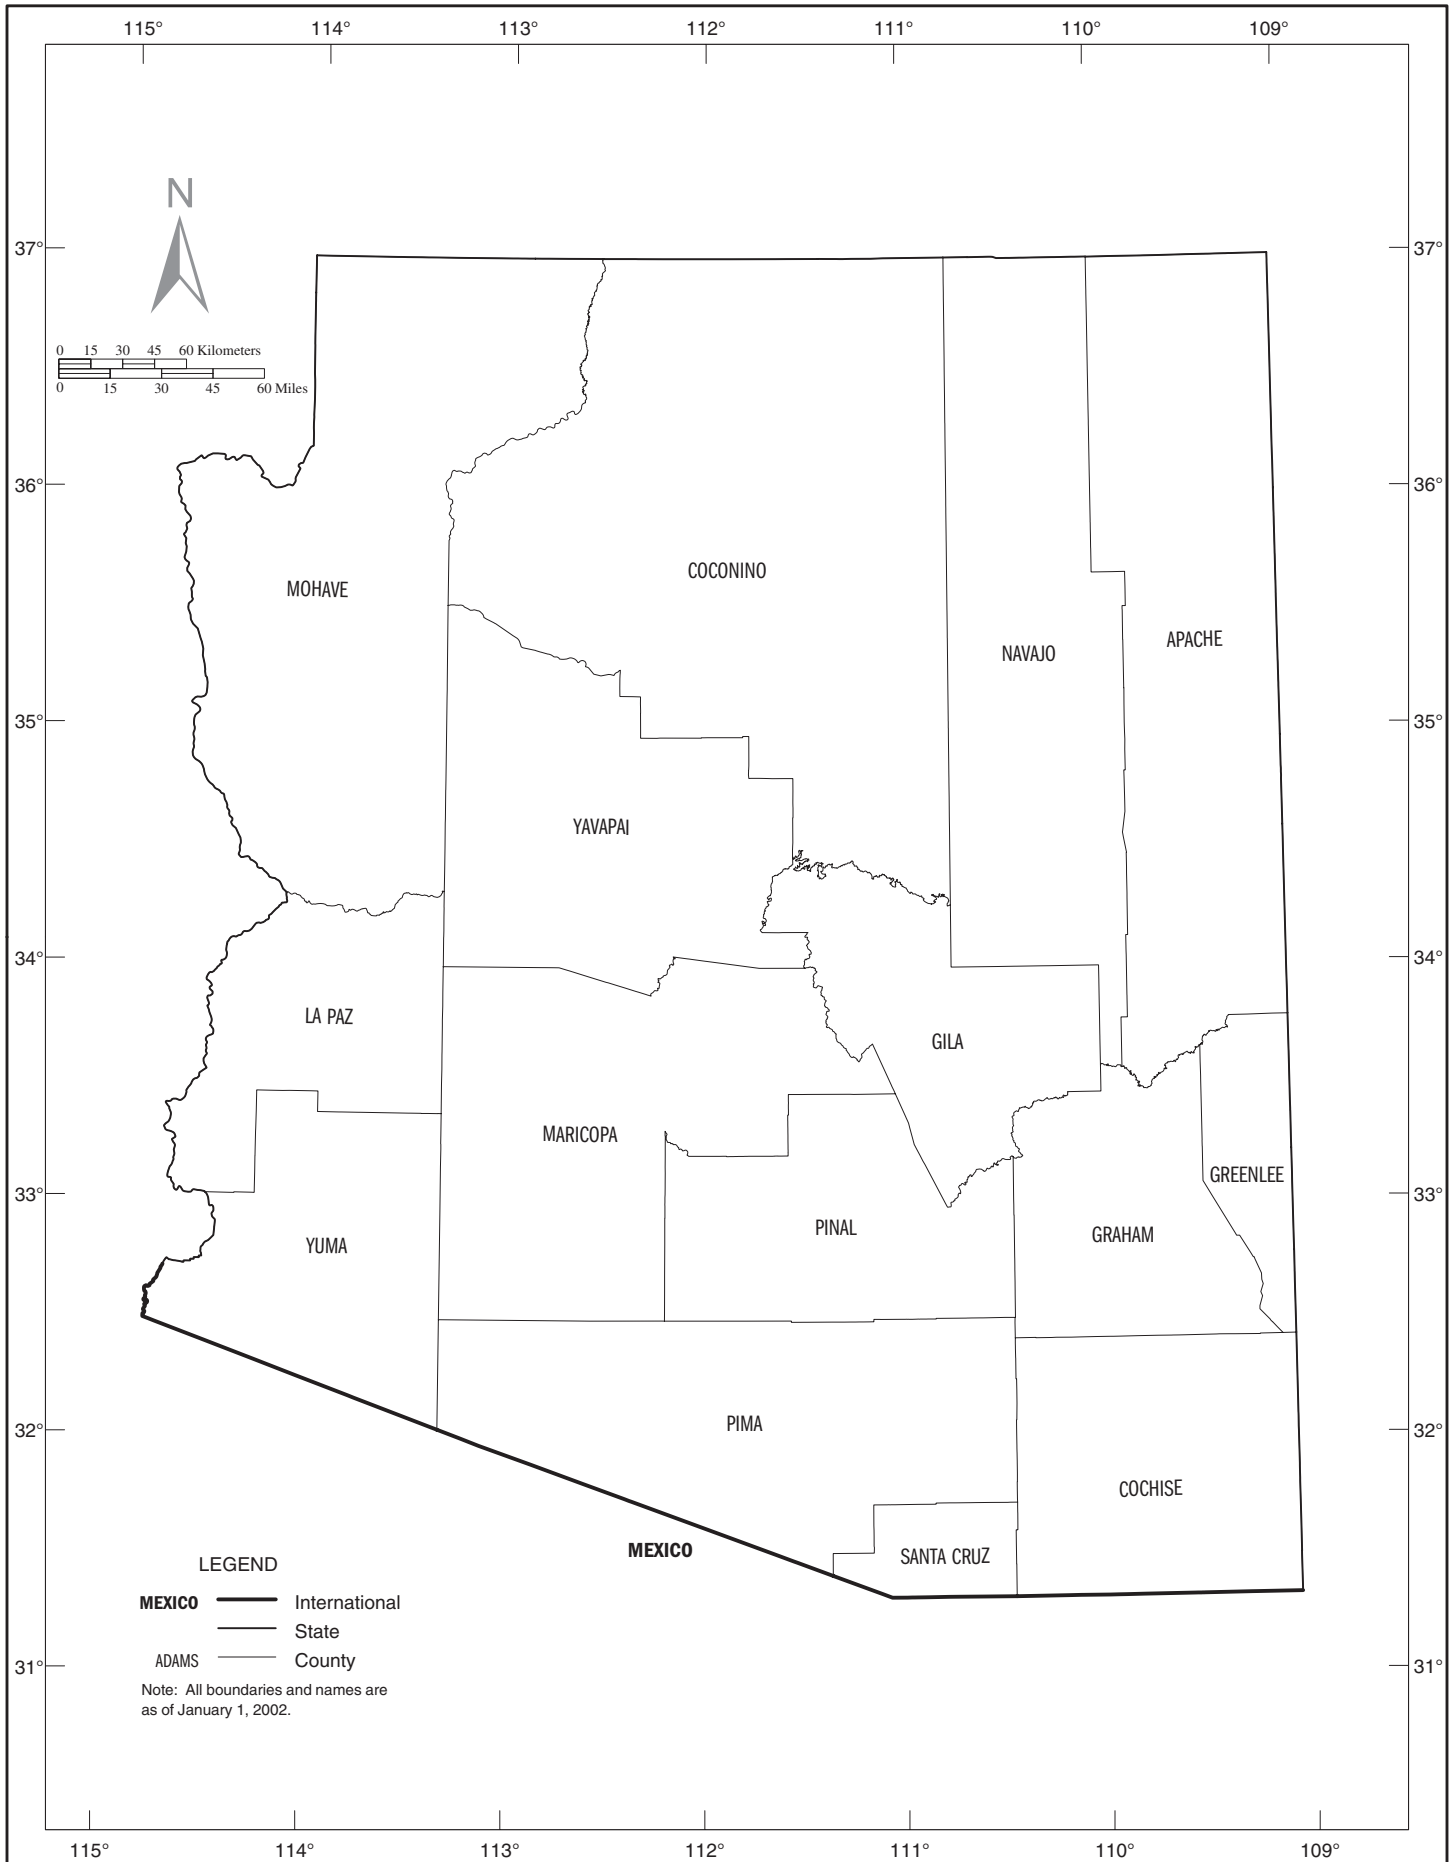 115° 114° 113° 112° 111° 110° 109°
N
37° 37°
0 15 30 45 60 Kilometers
0 15 30 45 60 Miles
36° 36°
COCONINO
MOHAVE
APACHE
NAVAJO
35° 35°
YAVAPAI
34° 34°
LA PAZ
GILA
MARICOPA
GREENLEE
33° 33°
PINAL
GRAHAM
YUMA
PIMA
32° 32°
COCHISE
MEXICO
SANTA CRUZ
LEGEND
MEXICO International
State
ADAMS County
31° 31°
Note: All boundaries and names are
as of January 1, 2002.
115° 114° 113° 112° 111° 110° 109°